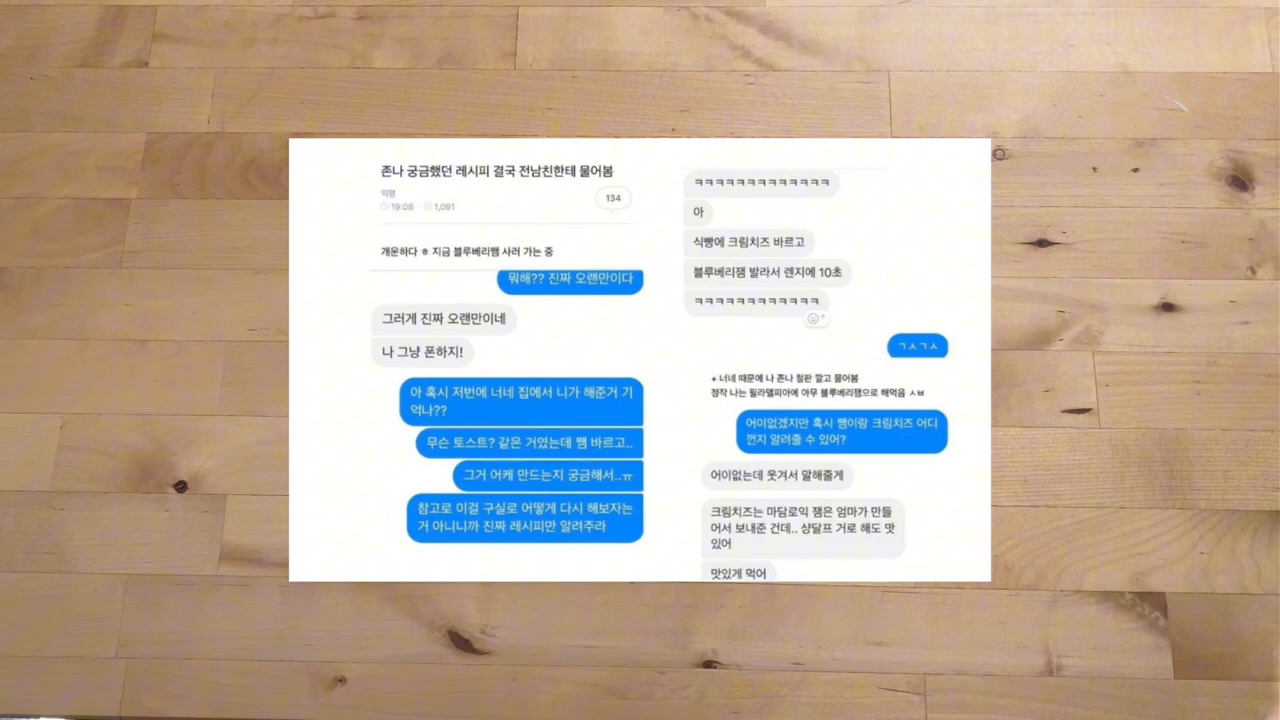 존나 궁금했던 레시피 결국 전남친한테 물어봄
익명
19:08 1,091
134
개운하다 ㅎ 지금 블루베리쨈 사러 가는 중
뭐해?? 진짜 오랜만이다
그러게 진짜 오랜만이네
나 그냥 폰하지!
아 혹시 저번에 너네 집에서 니가 해준거 기
억나??
무슨 토스트? 같은 거였는데 쨈 바르고..
그거 어케 만드는지 궁금해서..ㅠ
참고로 이걸 구실로 어떻게 다시 해보자는
거 아니니까 진짜 레시피만 알려주라
ㅋㅋㅋㅋㅋㅋㅋㅋㅋㅋㅋㅋㅋ
아
식빵에 크림치즈 바르고
블루베리잼 발라서 렌지에 10초
ㅋㅋㅋㅋㅋㅋㅋㅋㅋㅋㅋㅋ
ㄱㅅㄱㅅ
+ 너네 때문에 나 존나 철판 깔고 물어봄
정작 나는 필라델피아에 아무 블루베리잼으로 해먹음 ㅅㅂ
어이없겠지만 혹시 쨈이랑 크림치즈 어디
껀지 알려줄 수 있어?
어이없는데 웃겨서 말해줄게
크림치즈는 마담로익 잼은 엄마가 만들
어서 보내준 건데.. 샹달프 거로 해도 맛
있어
맛있게 먹어